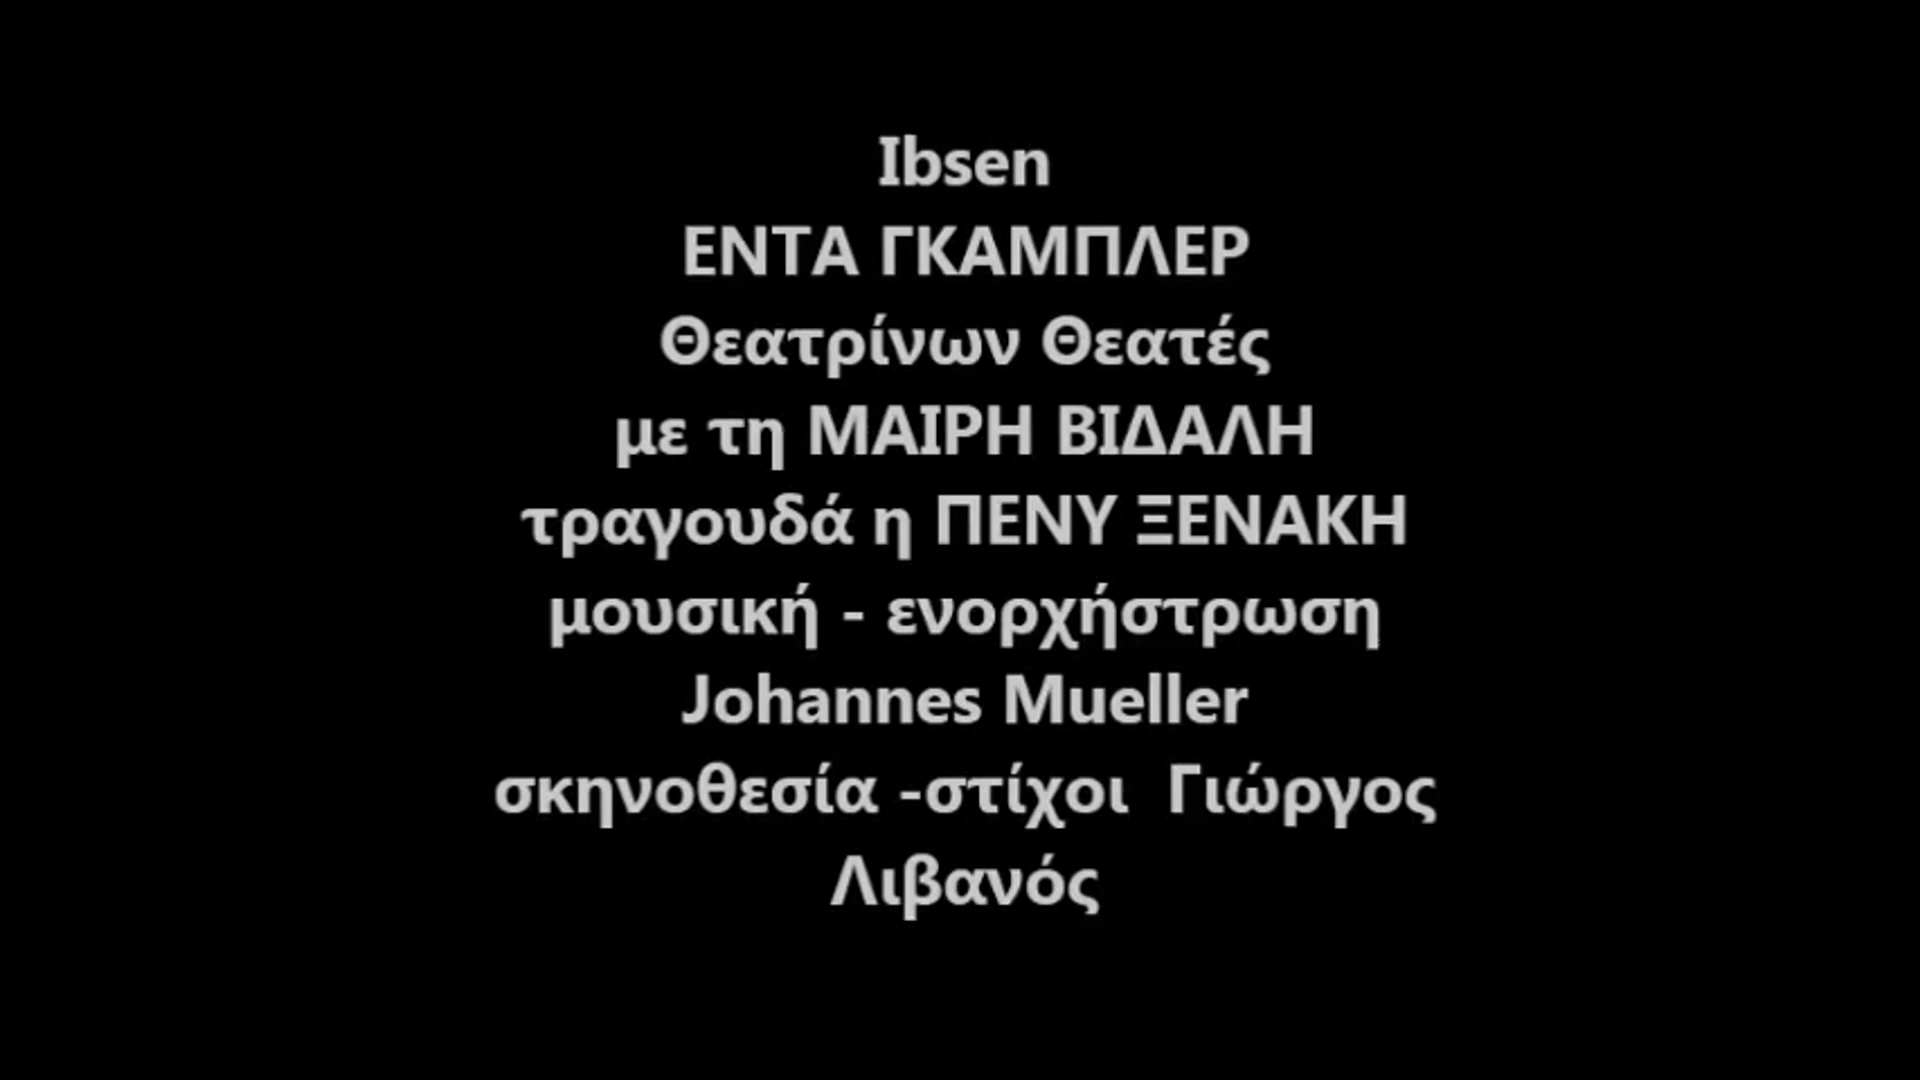 Ibsen
ΕΝΤΑ ΓΚΑΜΠΛΕΡ
Θεατρίνων Θεατές
με τη ΜΑΙΡΗ ΒΙΔΑΛΗ
τραγουδά η ΠΕΝΥ ΞΕΝΑΚΗ
μουσική - ενορχήστρωση
Johannes Mueller
σκηνοθεσία -στίχοι  Γιώργος
Λιβανός